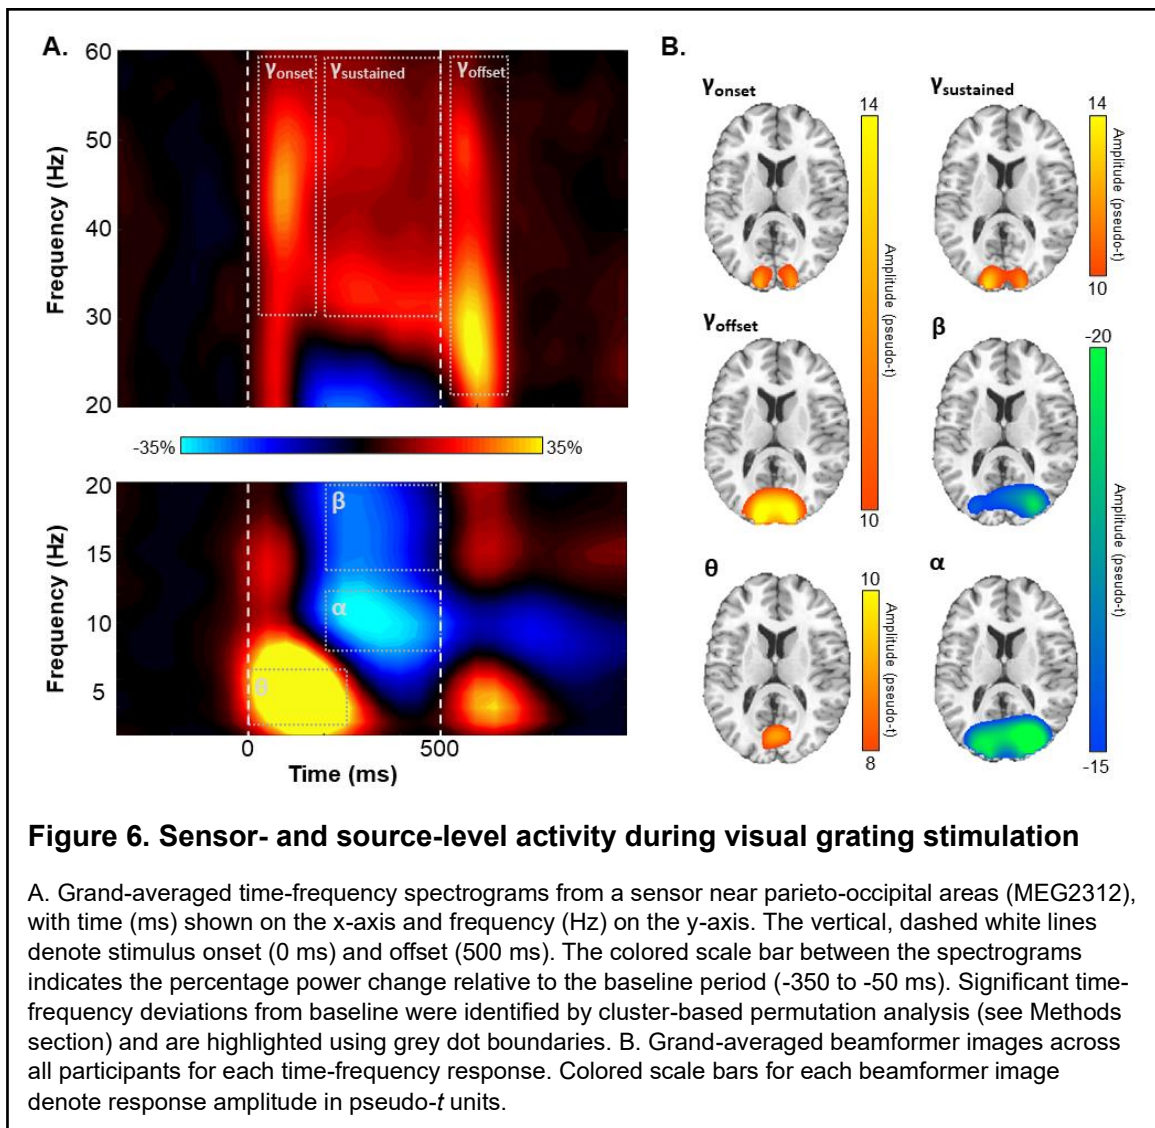 A.
60
50
40
30
20
Frequency (Hz)
γonset
γsustained
γoffset
-35%
35%
20
15
10
5
Frequency (Hz)
β
α
θ
0
500
Time (ms)
B.
γonset
14
Amplitude (pseudo-t)
10
γsustained
14
Amplitude (pseudo-t)
10
γoffset
β
-20
Amplitude (pseudo-t)
-15
θ
10
Amplitude (pseudo-t)
8
α
Figure 6. Sensor- and source-level activity during visual grating stimulation
A. Grand-averaged time-frequency spectrograms from a sensor near parieto-occipital areas (MEG2312),
with time (ms) shown on the x-axis and frequency (Hz) on the y-axis. The vertical, dashed white lines
denote stimulus onset (0 ms) and offset (500 ms). The colored scale bar between the spectrograms
indicates the percentage power change relative to the baseline period (-350 to -50 ms). Significant time-
frequency deviations from baseline were identified by cluster-based permutation analysis (see Methods
section) and are highlighted using grey dot boundaries. B. Grand-averaged beamformer images across
all participants for each time-frequency response. Colored scale bars for each beamformer image
denote response amplitude in pseudo-t units.